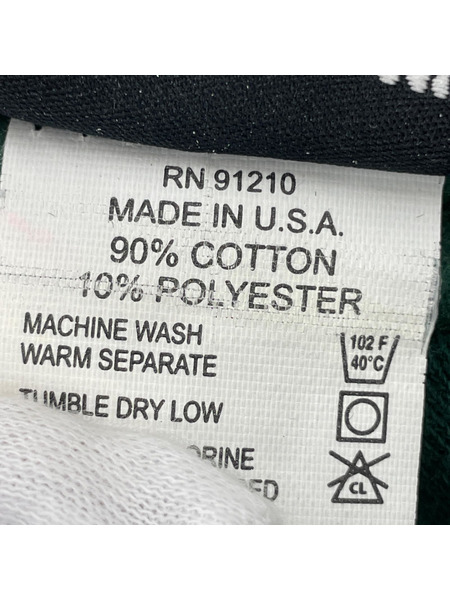 RN 91210
MADE IN U.S.A.
90% COTTON
10% POLYESTER
MACHINE WASH
WARM SEPARATE
102 F
40°C
TUMBLE DRY LOW
CL